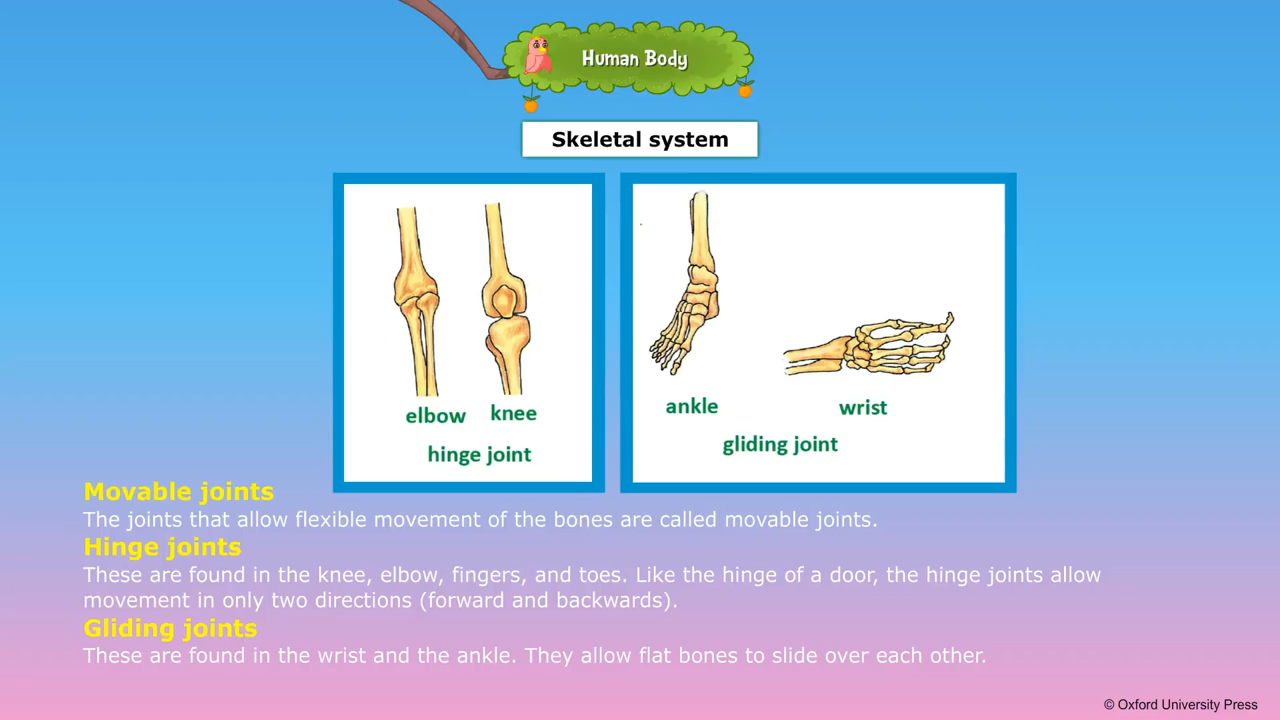 Human Body
Skeletal system
elbow knee
hinge joint
ankle wrist
gliding joint
Movable joints
The joints that allow flexible movement of the bones are called movable joints.
Hinge joints
These are found in the knee, elbow, fingers, and toes. Like the hinge of a door, the hinge joints allow
movement in only two directions (forward and backwards).
Gliding joints
These are found in the wrist and the ankle. They allow flat bones to slide over each other.
© Oxford University Press